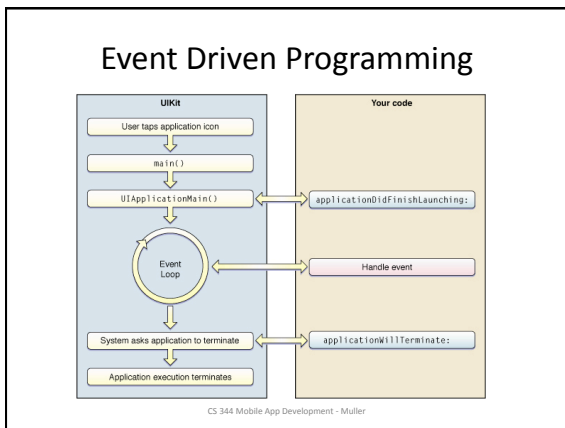 Event Driven Programming
UIKit
Your code
User taps application icon
main()
UIApplicationMain()
applicationDidFinishLaunching:
Event
Loop
Handle event
System asks application to terminate
applicationWillTerminate:
Application execution terminates
CS 344 Mobile App Development - Muller